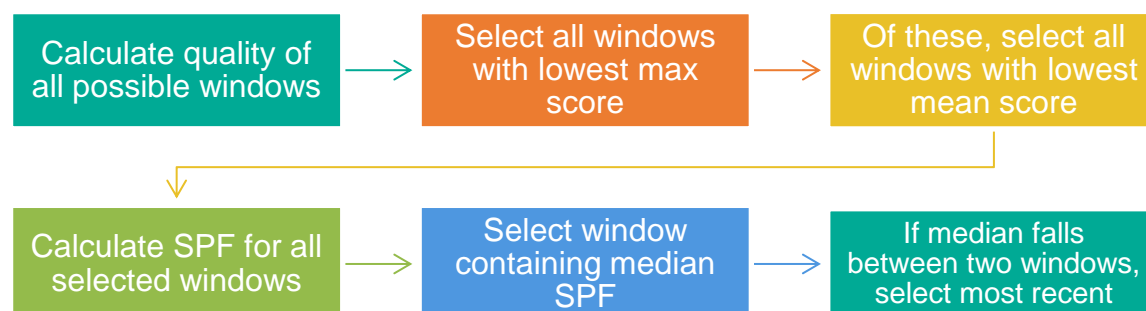 Calculate quality of
all possible windows
Select all windows
with lowest max
score
Of these, select all
windows with lowest
mean score
Calculate SPF for all
selected windows
Select window
containing median
SPF
If median falls
between two windows,
select most recent